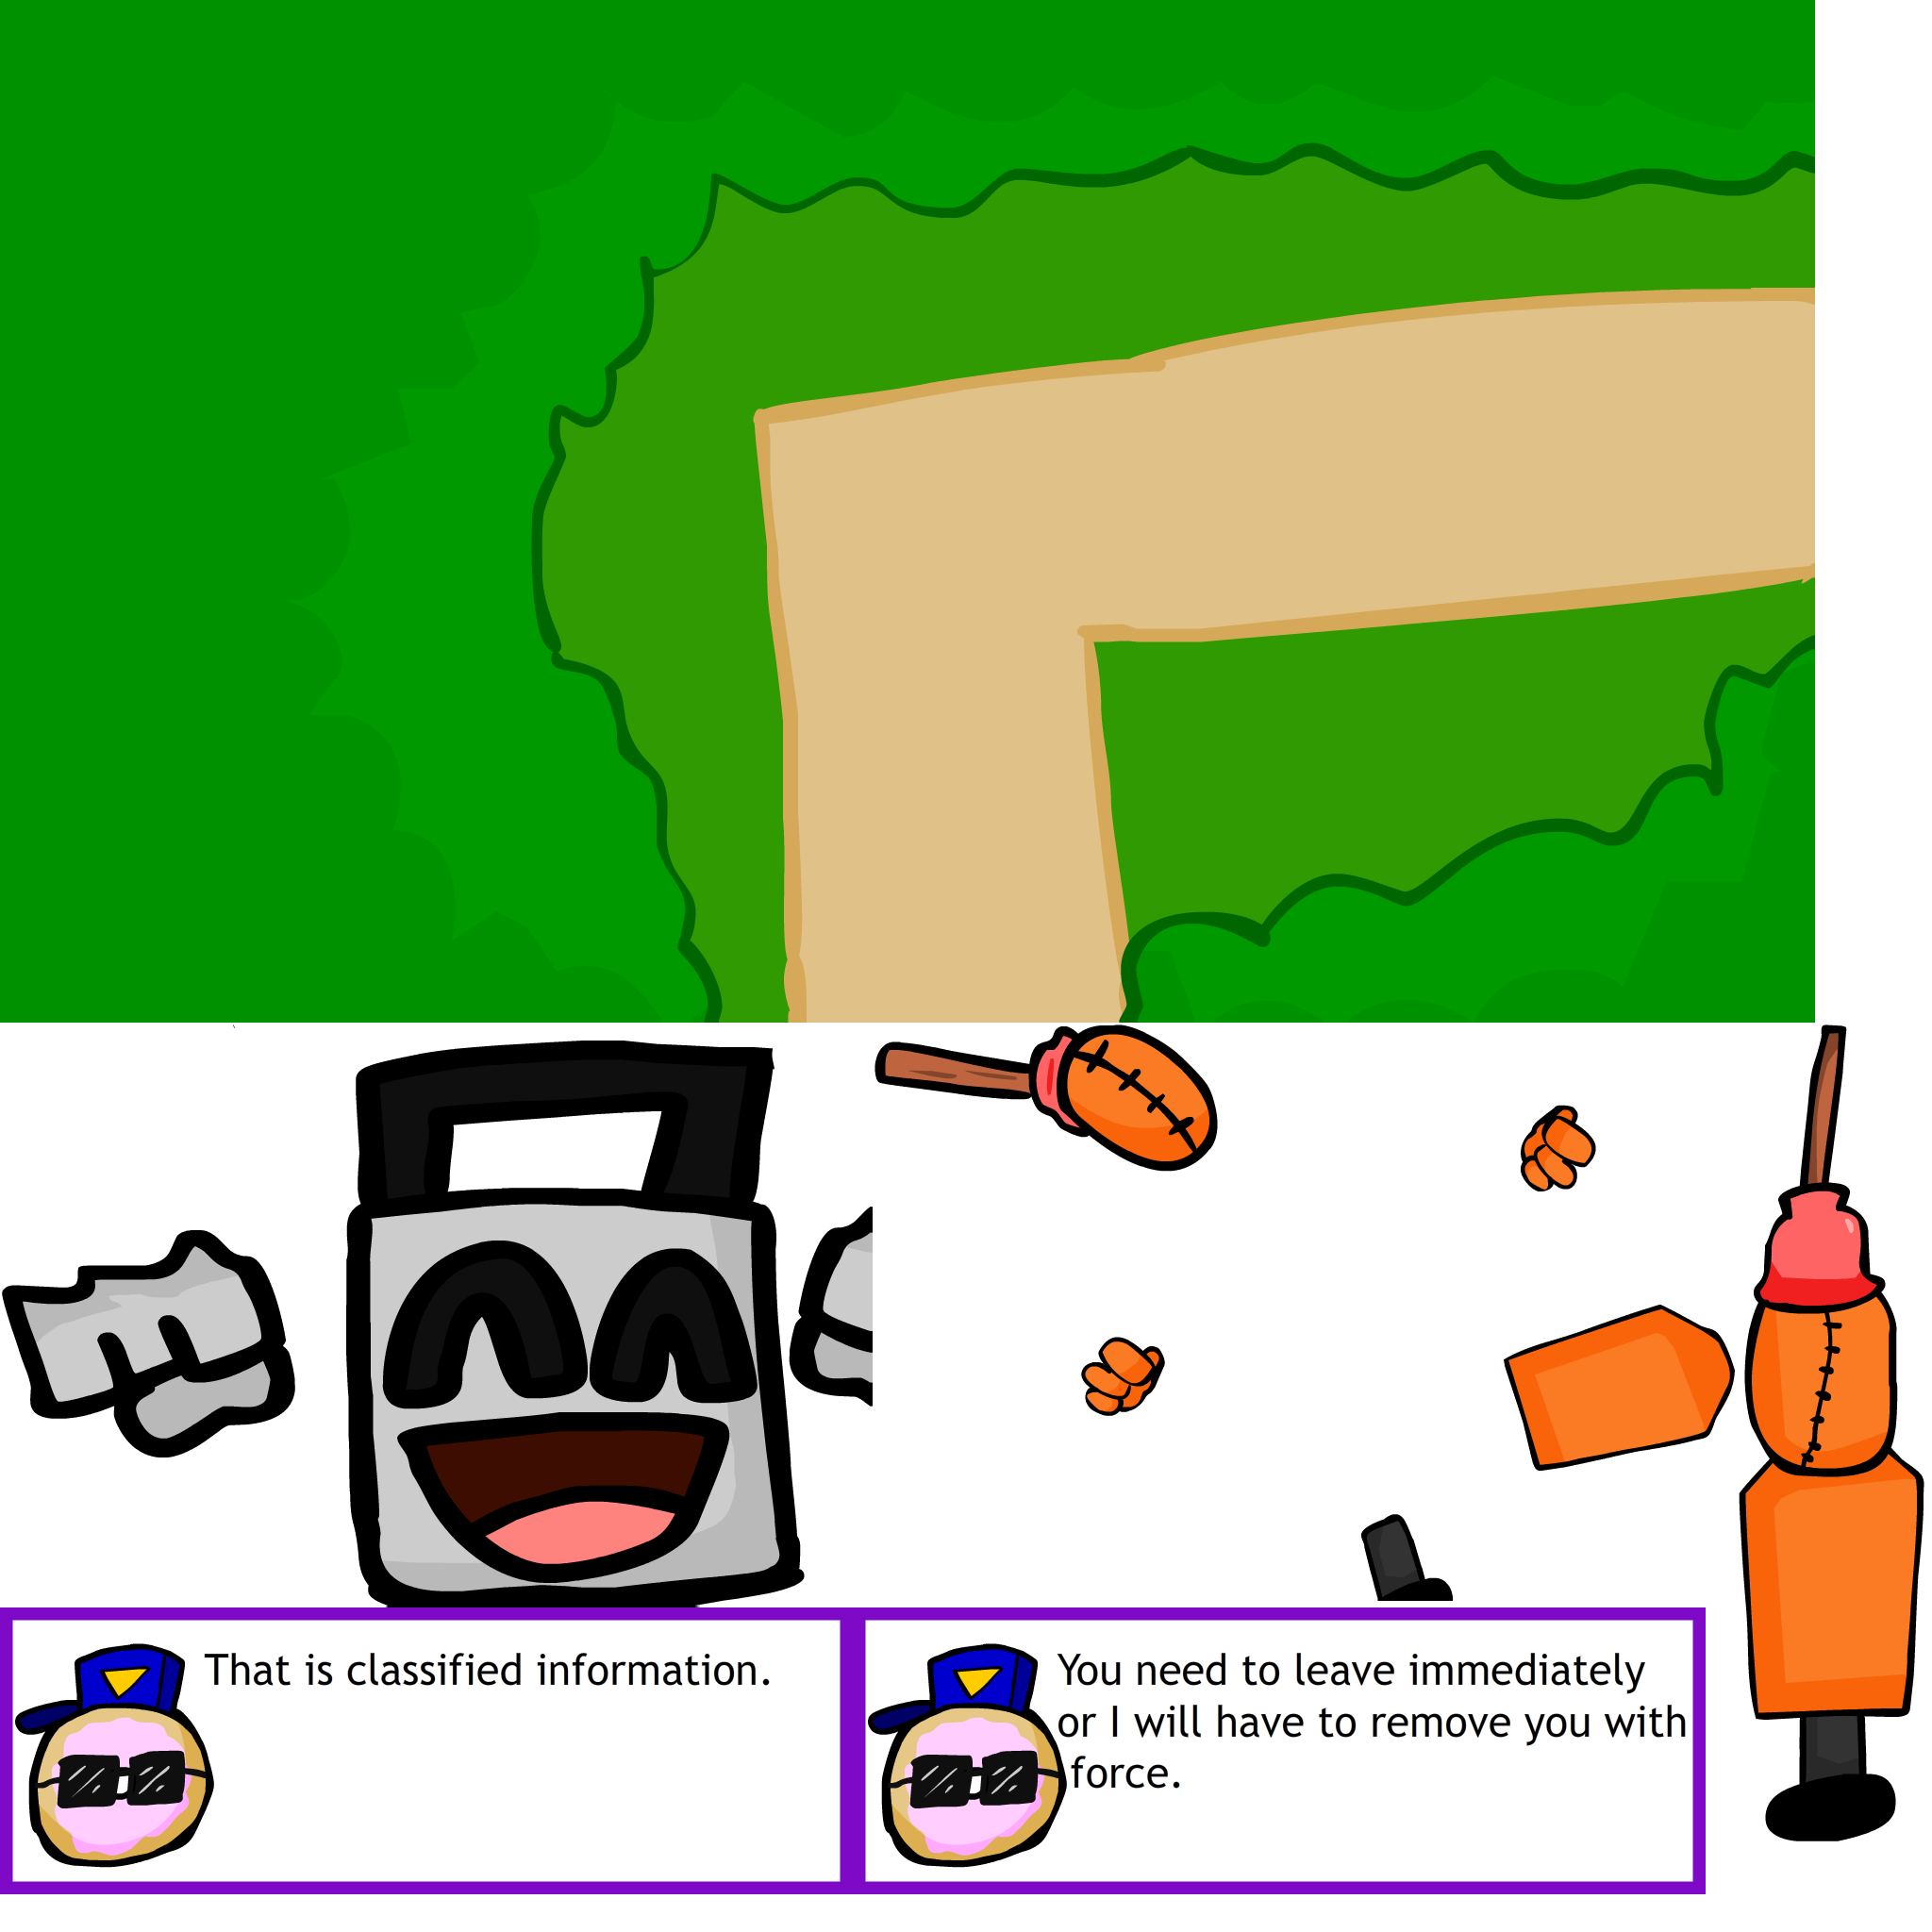 That is classified information.
You need to leave immediately
or I will have to remove you with
force.